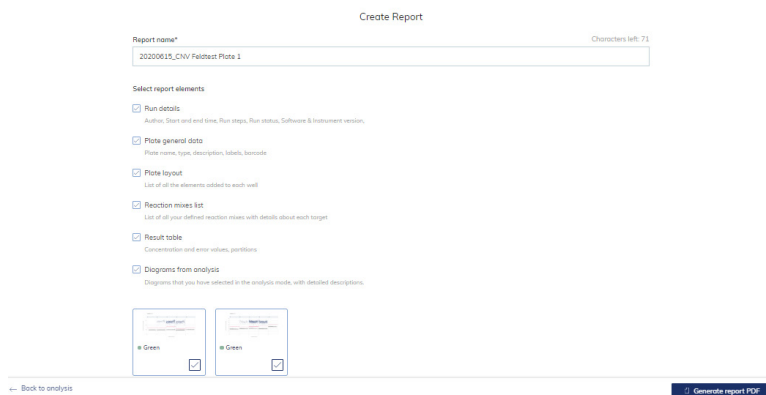 Create Report
Report name*
Characters left: 71
20200615_CNV Feldtest Plate 1
Select report elements
Run details
Author, Start and end time, Run steps, Run status, Software & Instrument version,
Plate general data
Plate name, type, description, labels, barcode
Plate layout
List of all the elements added to each well
Reaction mixes list
List of all your defined reaction mixes with details about each target
Result table
Concentration and error values, partitions
Diagrams from analysis
Diagrams that you have selected in the analysis mode, with detailed descriptions.
Green
Green
← Back to analysis
Generate report PDF